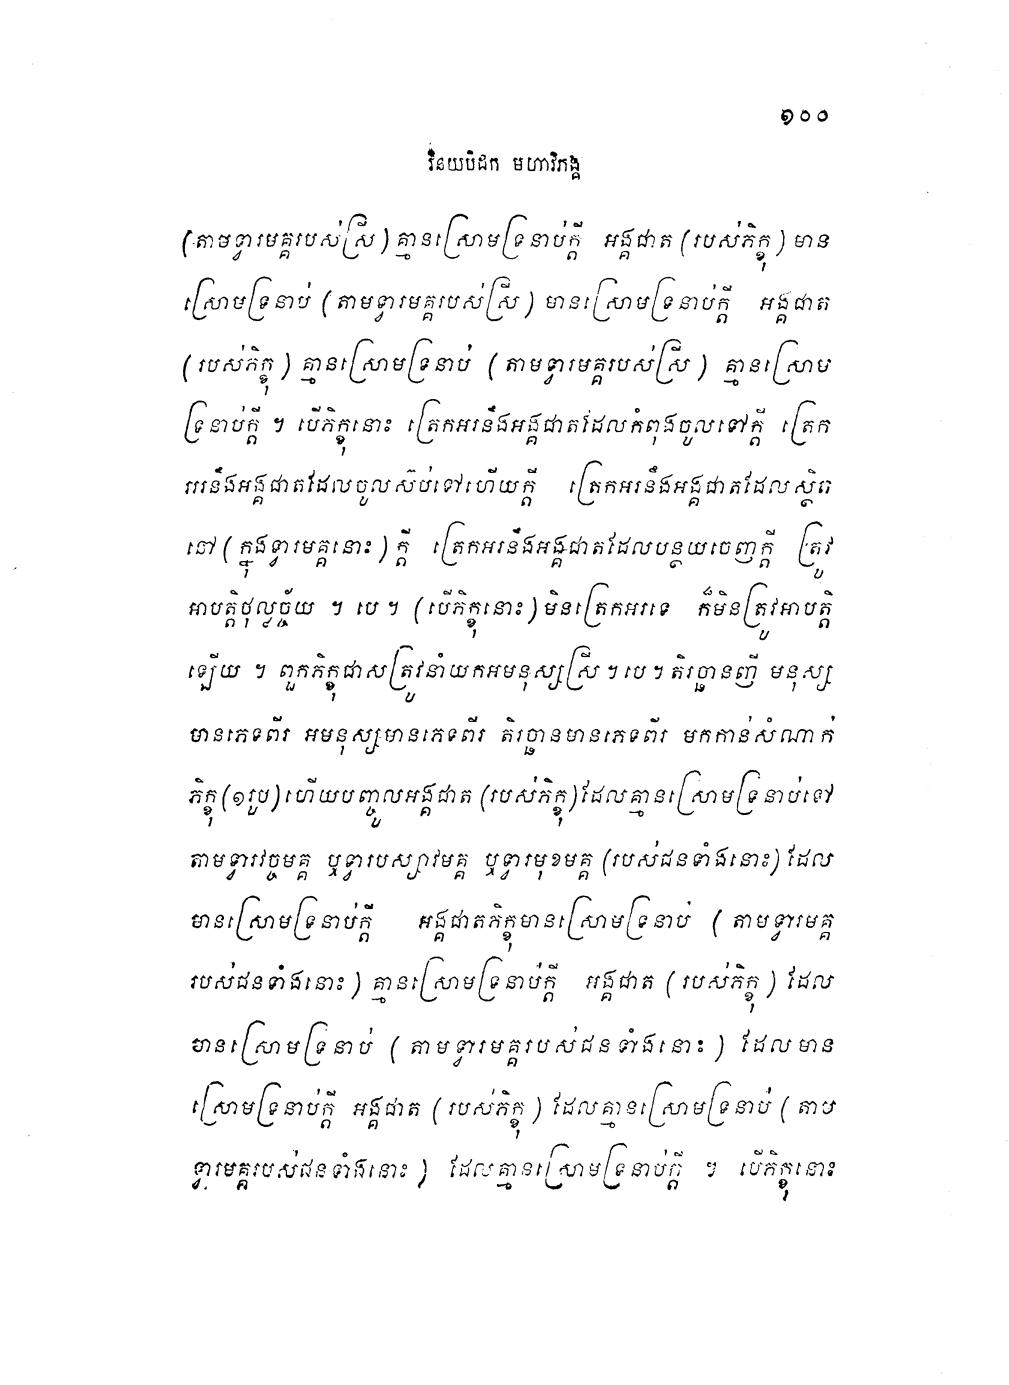 ១០០
វិនយបិដក មហាវិភង្គ
(តាមទ្វារមគ្គរបស់ស្រី) គ្មានស្រោមទ្រនាប់ក្តី អង្គជាត (របស់ភិក្ខុ) មាន
ស្រោមទ្រនាប់ (តាមទ្វារមគ្គរបស់ស្រី) មានស្រោមទ្រនាប់ក្តី អង្គជាត
(របស់ភិក្ខុ) គ្មានស្រោមទ្រនាប់ (តាមទ្វារមគ្គរបស់ស្រី) គ្មានស្រោម
ទ្រនាប់ក្តី ។ បើភិក្ខុនោះ ត្រេកអរនឹងអង្គជាតដែលកំពុងចូលទៅក្តី ត្រេក
អរនឹងអង្គជាតដែលចូលស៊ប់ទៅហើយក្តី ត្រេកអរនឹងអង្គជាតដែលស្ថិត
នៅ (ក្នុងទ្វារមគ្គនោះ) ក្តី ត្រេកអរនឹងអង្គជាតដែលបន្ថយចេញក្តី ត្រូវ
អាបត្តិថុល្លច្ច័យ ។ បេ ។ (បើភិក្ខុនោះ) មិនត្រេកអរទេ ក៏មិនត្រូវអាបត្តិ
ឡើយ ។ ពួកភិក្ខុជាសត្រូវនាំយកអមនុស្សស្រី ។ បេ ។ តិរច្ឆានញី មនុស្ស
មានភេទពីរ អមនុស្សមានភេទពីរ តិរច្ឆានមានភេទពីរ មកកាន់សំណាក់
ភិក្ខុ (១រូប) ហើយបញ្ចូលអង្គជាត (របស់ភិក្ខុ) ដែលគ្មានស្រោមទ្រនាប់ទៅ
តាមទ្វារវច្ចមគ្គ ឬទ្វារបស្សាវមគ្គ ឬទ្វារមុខមគ្គ (របស់ជនទាំងនោះ) ដែល
មានស្រោមទ្រនាប់ក្តី អង្គជាតភិក្ខុមានស្រោមទ្រនាប់ (តាមទ្វារមគ្គ
របស់ជនទាំងនោះ) គ្មានស្រោមទ្រនាប់ក្តី អង្គជាត (របស់ភិក្ខុ) ដែល
មានស្រោមទ្រនាប់ (តាមទ្វារមគ្គរបស់ជនទាំងនោះ) ដែលមាន
ស្រោមទ្រនាប់ក្តី អង្គជាត (របស់ភិក្ខុ) ដែលគ្មានស្រោមទ្រនាប់ (តាម
ទ្វារមគ្គរបស់ជនទាំងនោះ) ដែលគ្មានស្រោមទ្រនាប់ក្តី ។ បើភិក្ខុនោះ